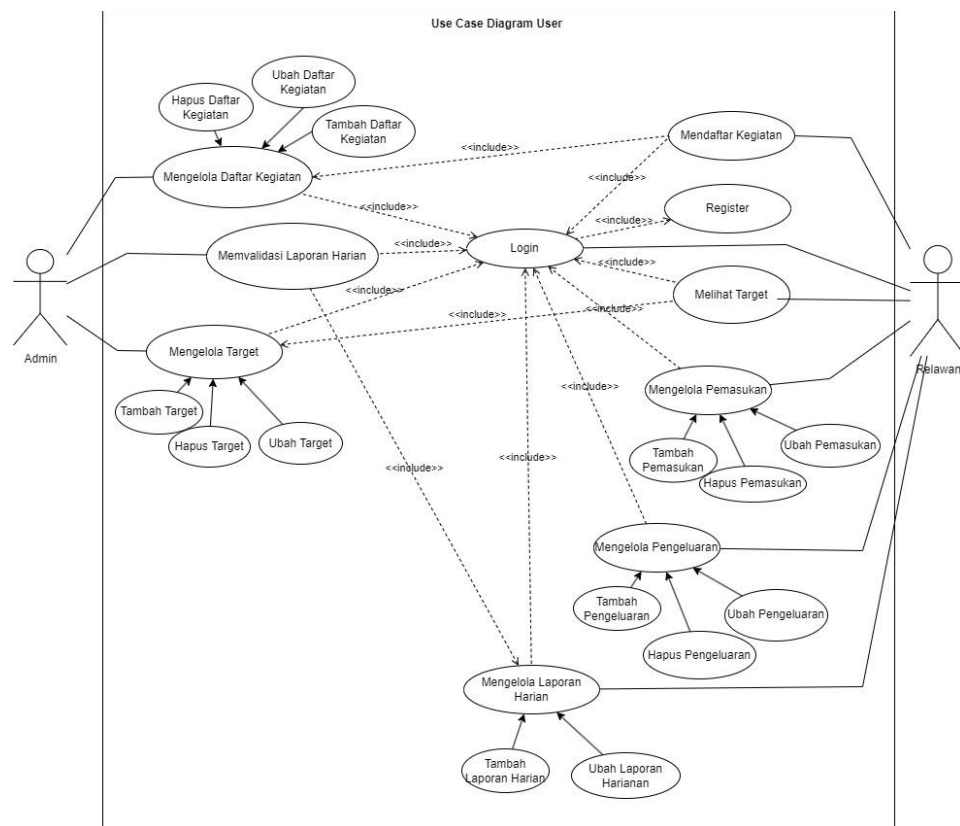 Use Case Diagram User
Ubah Daftar
Kegiatan
Hapus Daftar
Kegiatan
Tambah Daftar
Kegiatan
Mendaftar Kegiatan
<<include>>
Mengelola Daftar Kegiatan
<<include>>
<<include>>
Register
<<include>>
Login
<<include>>
Memvalidasi Laporan Harian
<<include>>
<<include>>
Melihat Target
<<include>>
<<include>>
Admin
Mengelola Target
Relawan
<<include>>
Mengelola Pemasukan
Tambah Target
Hapus Target
Ubah Target
Ubah Pemasukan
Tambah
Pemasukan
Hapus Pemasukan
<<include>>
<<include>>
Mengelola Pengeluaran
Tambah
Pengeluaran
Ubah Pengeluaran
Hapus Pengeluaran
Mengelola Laporan
Harian
Tambah
Laporan Harian
Ubah Laporan
Harianan